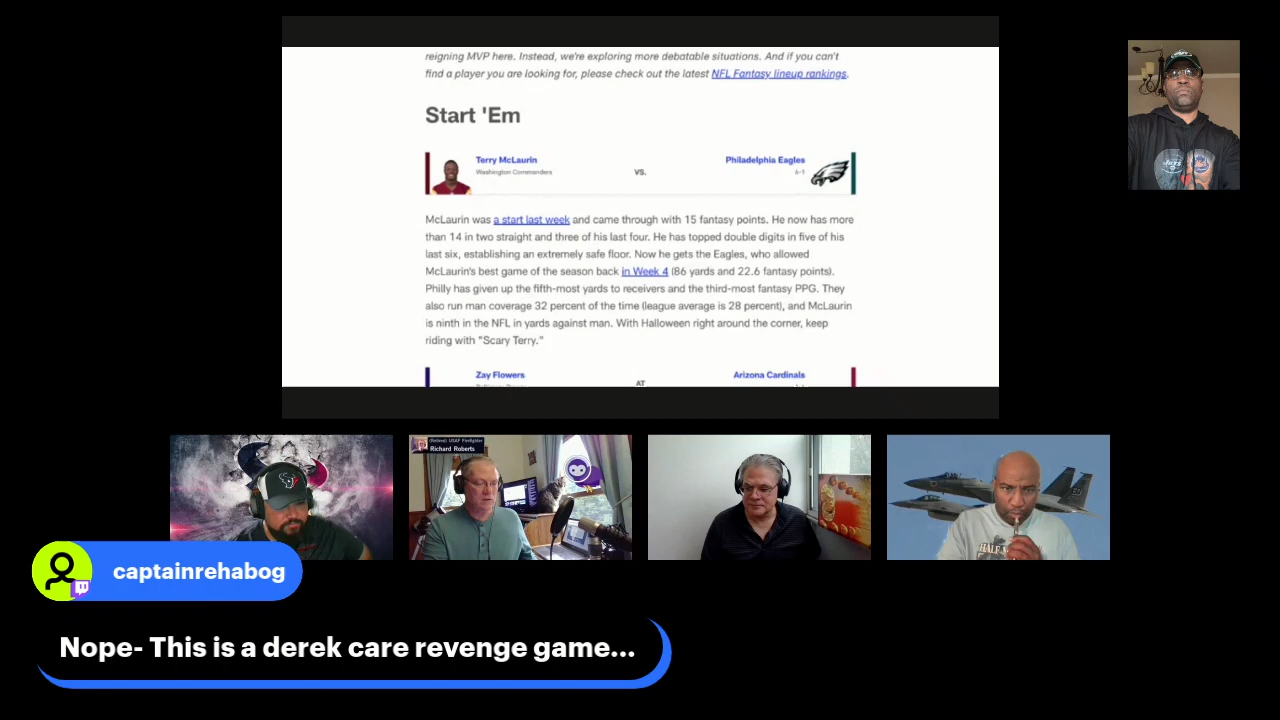 reigning MVP here. Instead, we're exploring more debatable situations. And if you can't
find a player you are looking for, please check out the latest NFL Fantasy lineup rankings.
Start 'Em
Terry McLaurin
Washington Commanders
VS.
Philadelphia Eagles
6-1
McLaurin was a start last week and came through with 15 fantasy points. He now has more
than 14 in two straight and three of his last four. He has topped double digits in five of his
last six, establishing an extremely safe floor. Now he gets the Eagles, who allowed
McLaurin's best game of the season back in Week 4 (86 yards and 22.6 fantasy points).
Philly has given up the fifth-most yards to receivers and the third-most fantasy PPG. They
also run man coverage 32 percent of the time (league average is 28 percent), and McLaurin
is ninth in the NFL in yards against man. With Halloween right around the corner, keep
riding with "Scary Terry."
Zay Flowers
AT
Arizona Cardinals
(Retired) USAF Firefighter
Richard Roberts
captainrehabog
Nope- This is a derek care revenge game...